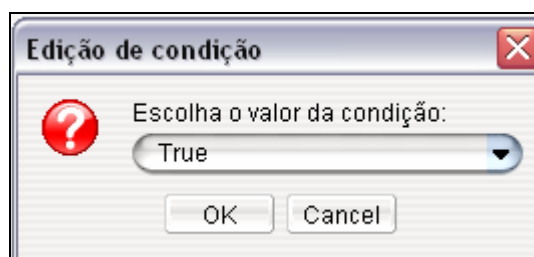 Edição de condição
Escolha o valor da condição:
True
OK Cancel